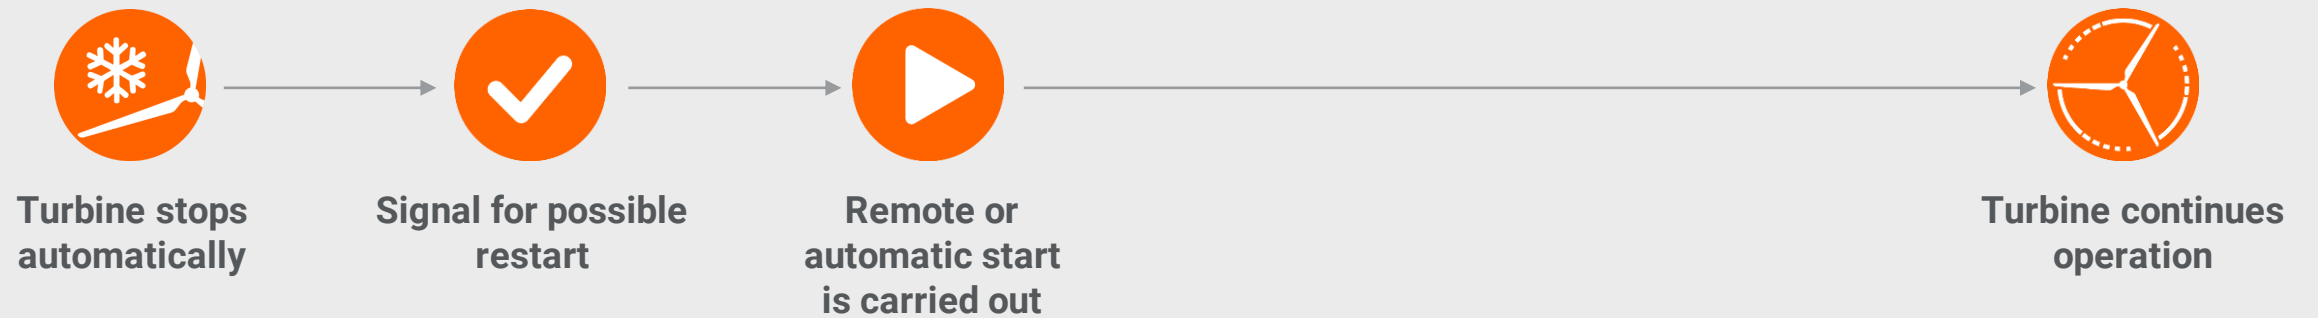 Turbine stops
automatically
Signal for possible
restart
Remote or
automatic start
is carried out
Turbine continues
operation